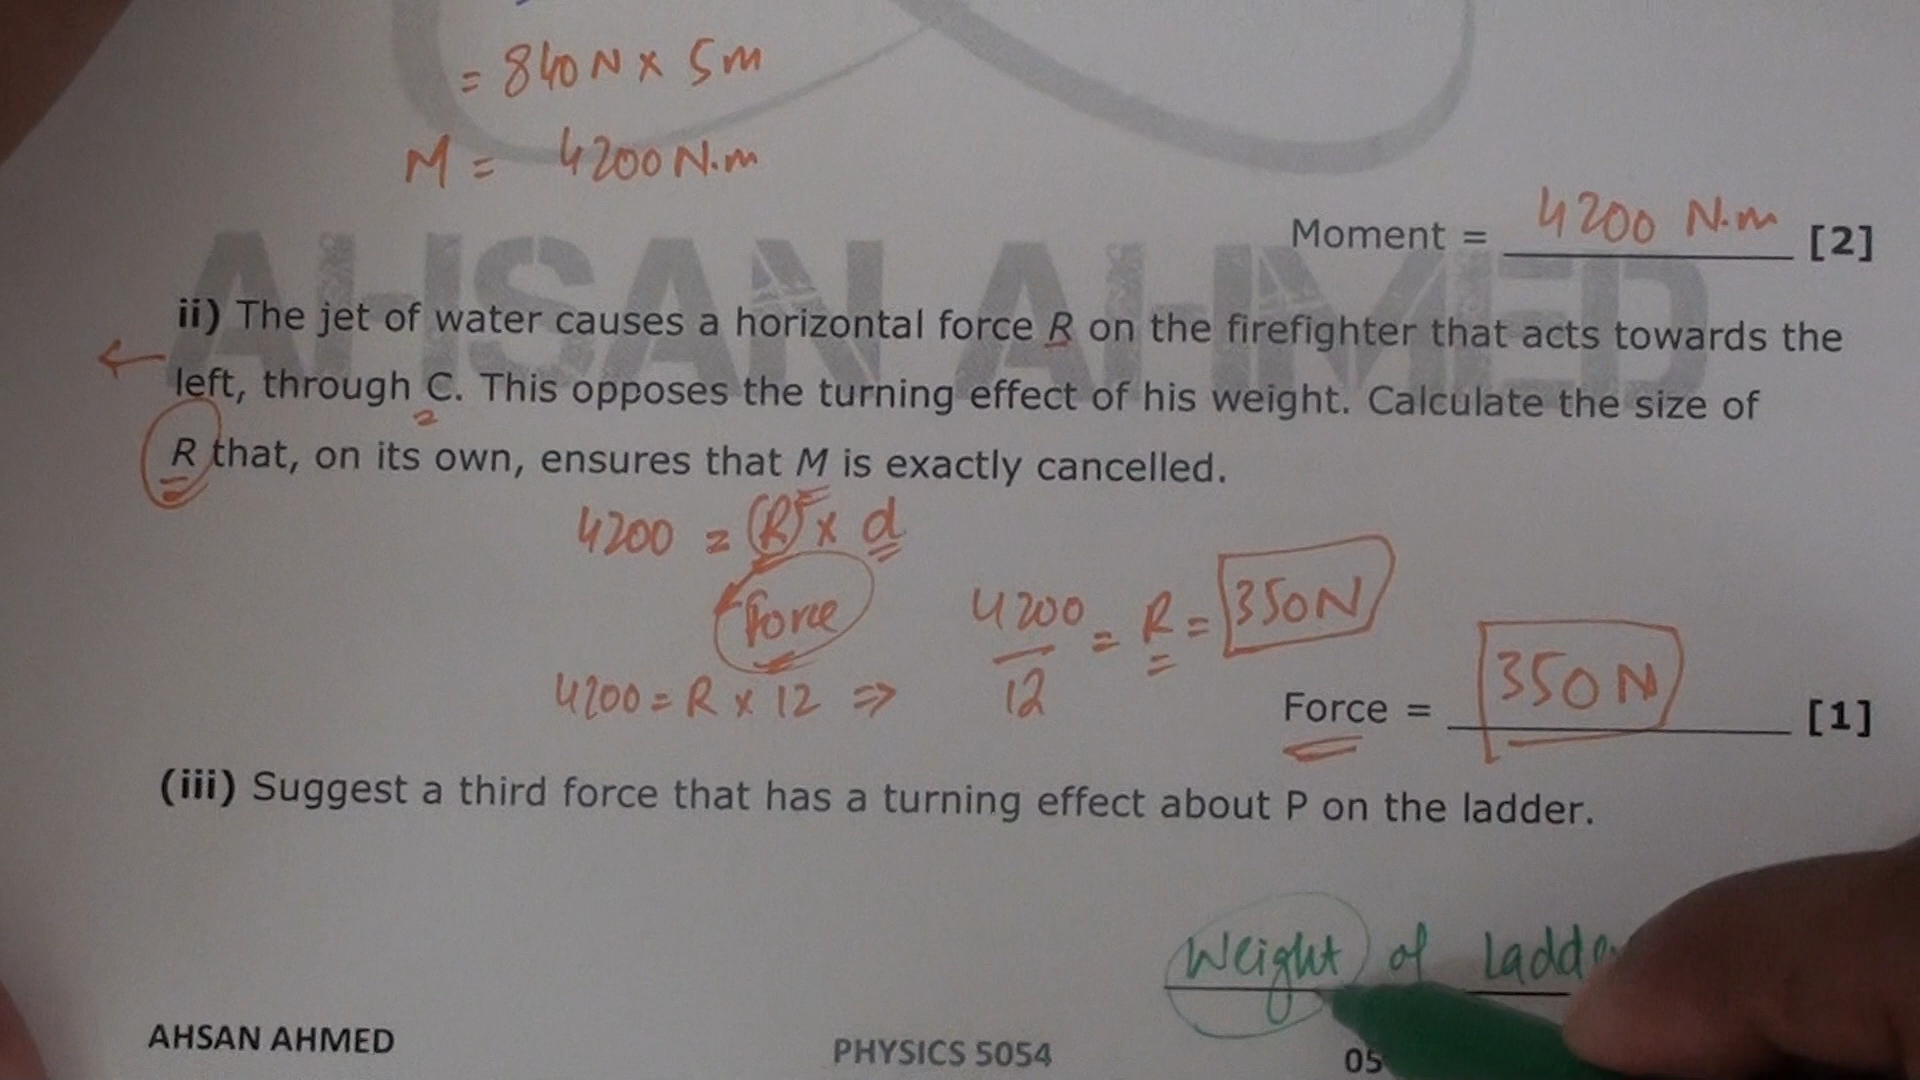 = 840 N x 5m
M = 4200 N.m
Moment = 4200 N.m [2]
AHSAN AHMED
ii) The jet of water causes a horizontal force R on the firefighter that acts towards the
← left, through C. This opposes the turning effect of his weight. Calculate the size of
R that, on its own, ensures that M is exactly cancelled.
4200 = (R) x d
Force
4200 = R x 12 ⇒ 4200/12 = R = 350N
Force = 350 N [1]
(iii) Suggest a third force that has a turning effect about P on the ladder.
Weight of
AHSAN AHMED PHYSICS 5054 05